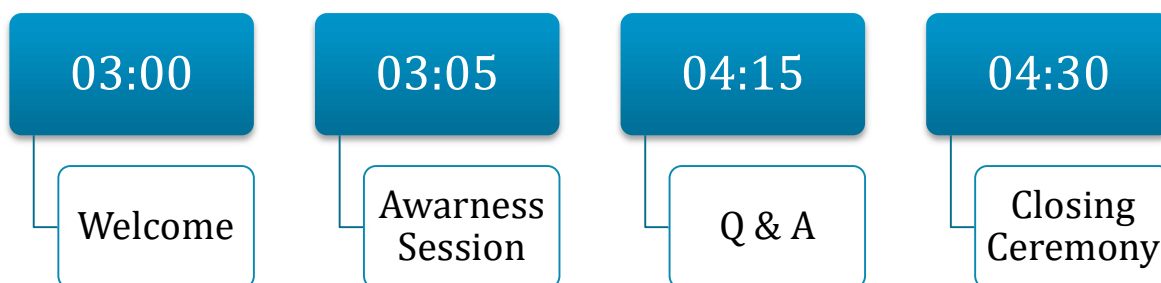 03:00
Welcome
03:05
Awarness
Session
04:15
Q & A
04:30
Closing
Ceremony